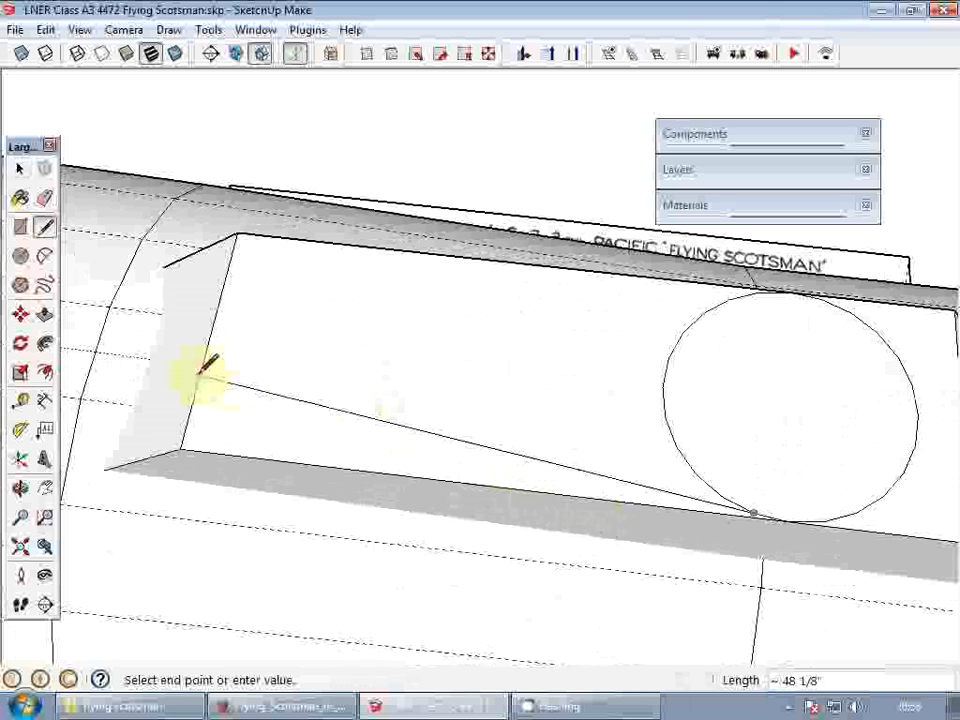 LNER Class A3 4472 Flying Scotsman.skp - SketchUp Make
File Edit View Camera Draw Tools Window Plugins Help
Larg...
Components
Layers
Materials
PACIFIC "FLYING SCOTSMAN"
Select end point or enter value.
Length ~ 48 1/8"